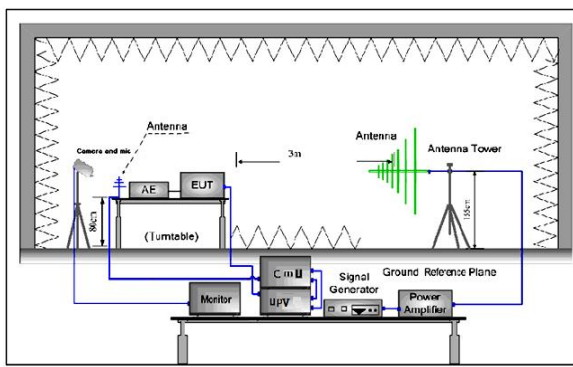 Antenna
3m
Antenna
Camera and mic
Antenna Tower
AE
EUT
80cm
(Turntable)
155cm
C m U
Signal
Generator
Ground Reference Plane
Monitor
UPV
Power
Amplifier